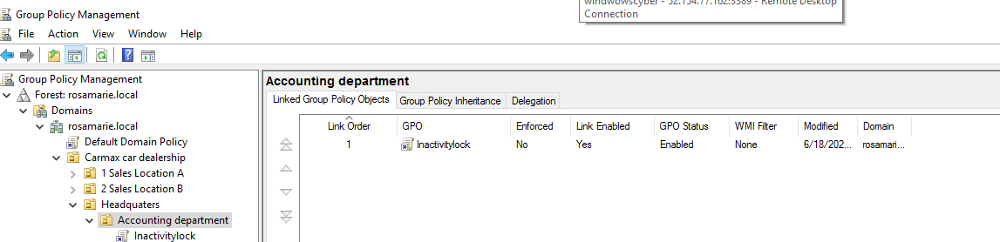 windwowscyber - 52.154.77.162:3389 - Remote Desktop
Connection
Group Policy Management
File Action View Window Help
Group Policy Management
Forest: rosamarie.local
Domains
rosamarie.local
Default Domain Policy
Carmax car dealership
1 Sales Location A
2 Sales Location B
Headquaters
Accounting department
Inactivitylock
Accounting department
Linked Group Policy Objects Group Policy Inheritance Delegation
Link Order GPO Enforced Link Enabled GPO Status WMI Filter Modified Domain
1 Inactivitylock No Yes Enabled None 6/18/202... rosamari...